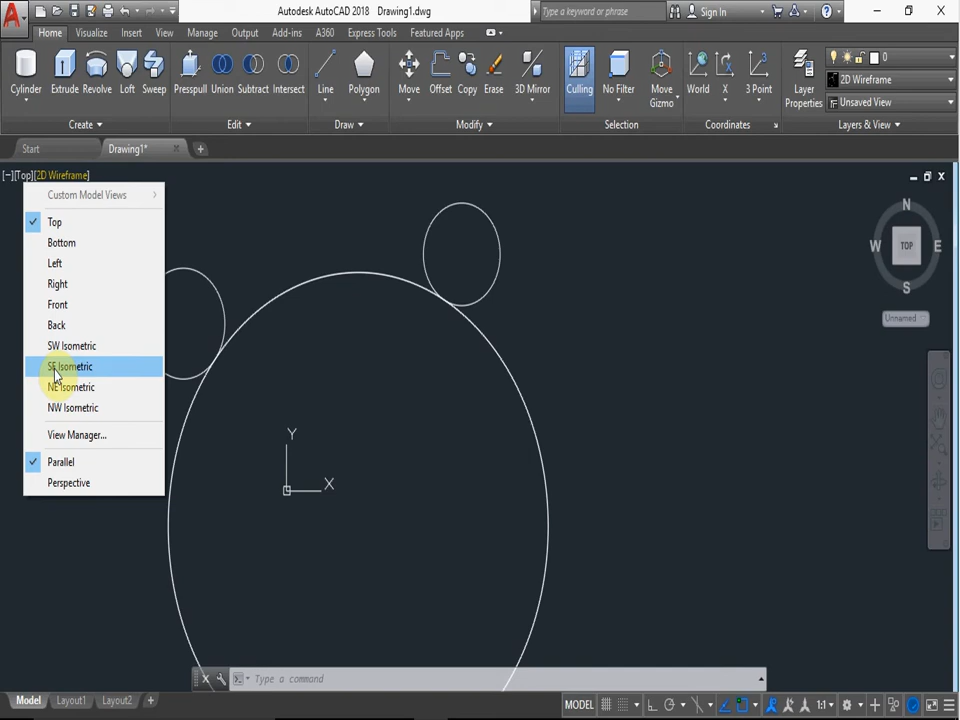 Autodesk AutoCAD 2018 Drawing1.dwg
Type a keyword or phrase
Sign In
Home Visualize Insert View Manage Output Add-ins A360 Express Tools Featured Apps
Cylinder Extrude Revolve Loft Sweep Presspull Union Subtract Intersect Line Polygon Move Offset Copy Erase 3D Mirror Culling No Filter Move Gizmo World X 3 Point Layer Properties
0
2D Wireframe
Unsaved View
Create Edit Draw Modify Selection Coordinates Layers & View
Start Drawing1*
[−][Top][2D Wireframe]
Custom Model Views
Top
Bottom
Left
Right
Front
Back
SW Isometric
SE Isometric
NE Isometric
NW Isometric
View Manager...
Parallel
Perspective
N
W TOP E
S
Unnamed
Y
X
Type a command
Model Layout1 Layout2
MODEL
1:1